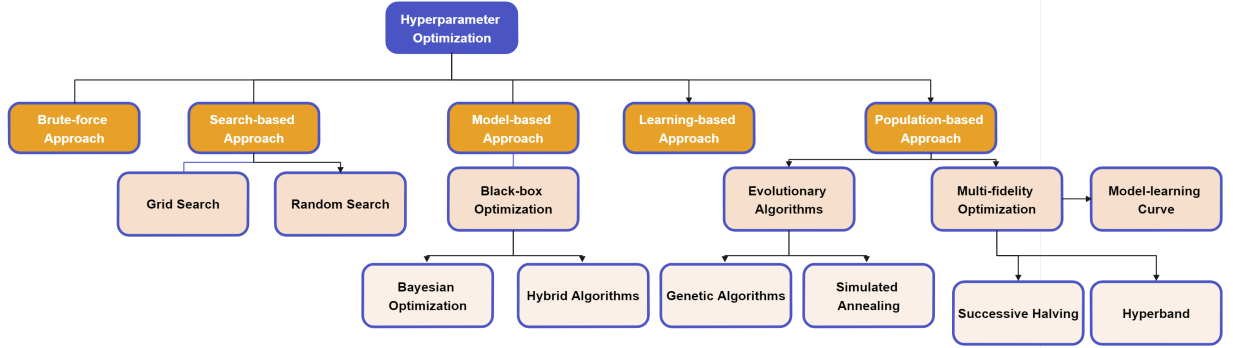 Hyperparameter
Optimization
Brute-force
Approach
Search-based
Approach
Model-based
Approach
Learning-based
Approach
Population-based
Approach
Grid Search
Random Search
Black-box
Optimization
Evolutionary
Algorithms
Multi-fidelity
Optimization
Model-learning
Curve
Bayesian
Optimization
Hybrid Algorithms
Genetic Algorithms
Simulated
Annealing
Successive Halving
Hyperband